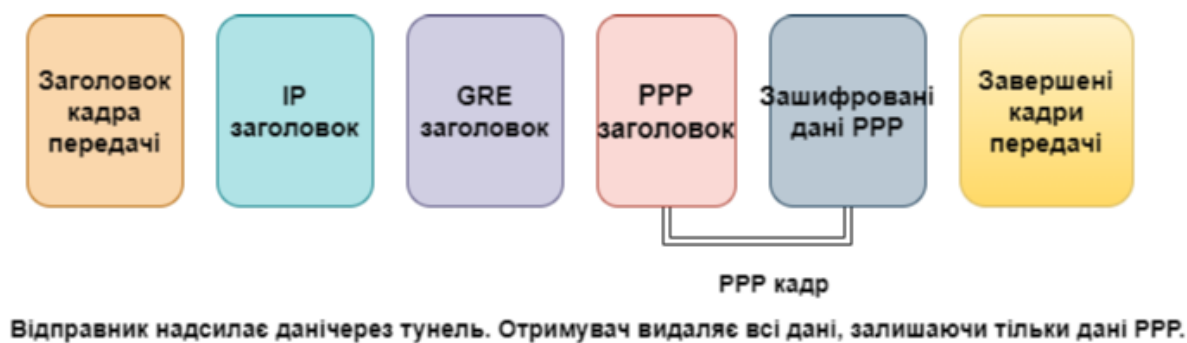 Заголовок
кадра
передачі
IP
заголовок
GRE
заголовок
PPP
заголовок
Зашифровані
дані PPP
Завершені
кадри
передачі
PPP кадр
Відправник надсилає данічерез тунель. Отримувач видаляє всі дані, залишаючи тільки дані PPP.